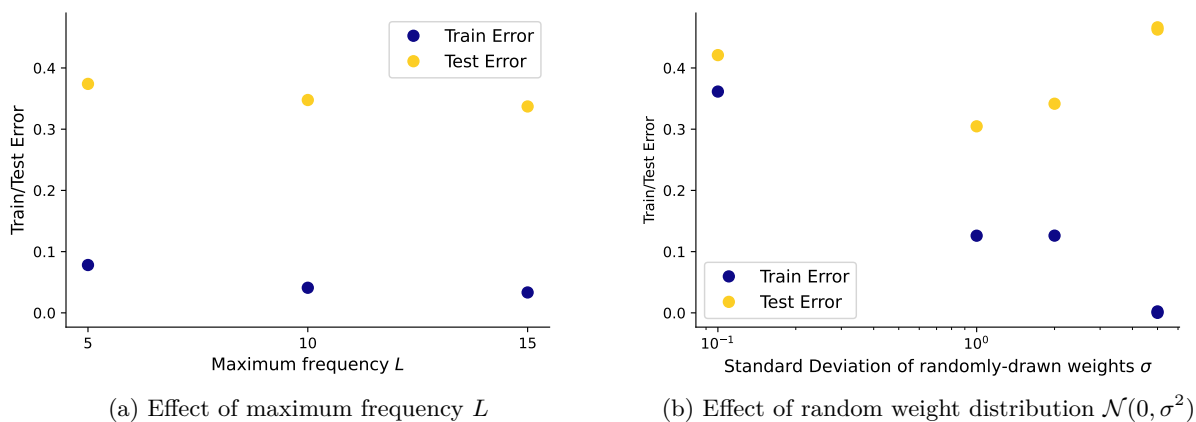 Train/Test Error
0.4
0.3
0.2
0.1
0.0
Train Error
Test Error
5
10
15
Maximum frequency L
(a) Effect of maximum frequency L
Train/Test Error
0.4
0.3
0.2
0.1
0.0
Train Error
Test Error
10⁻¹
10⁰
Standard Deviation of randomly-drawn weights σ
(b) Effect of random weight distribution 𝒩(0, σ²)